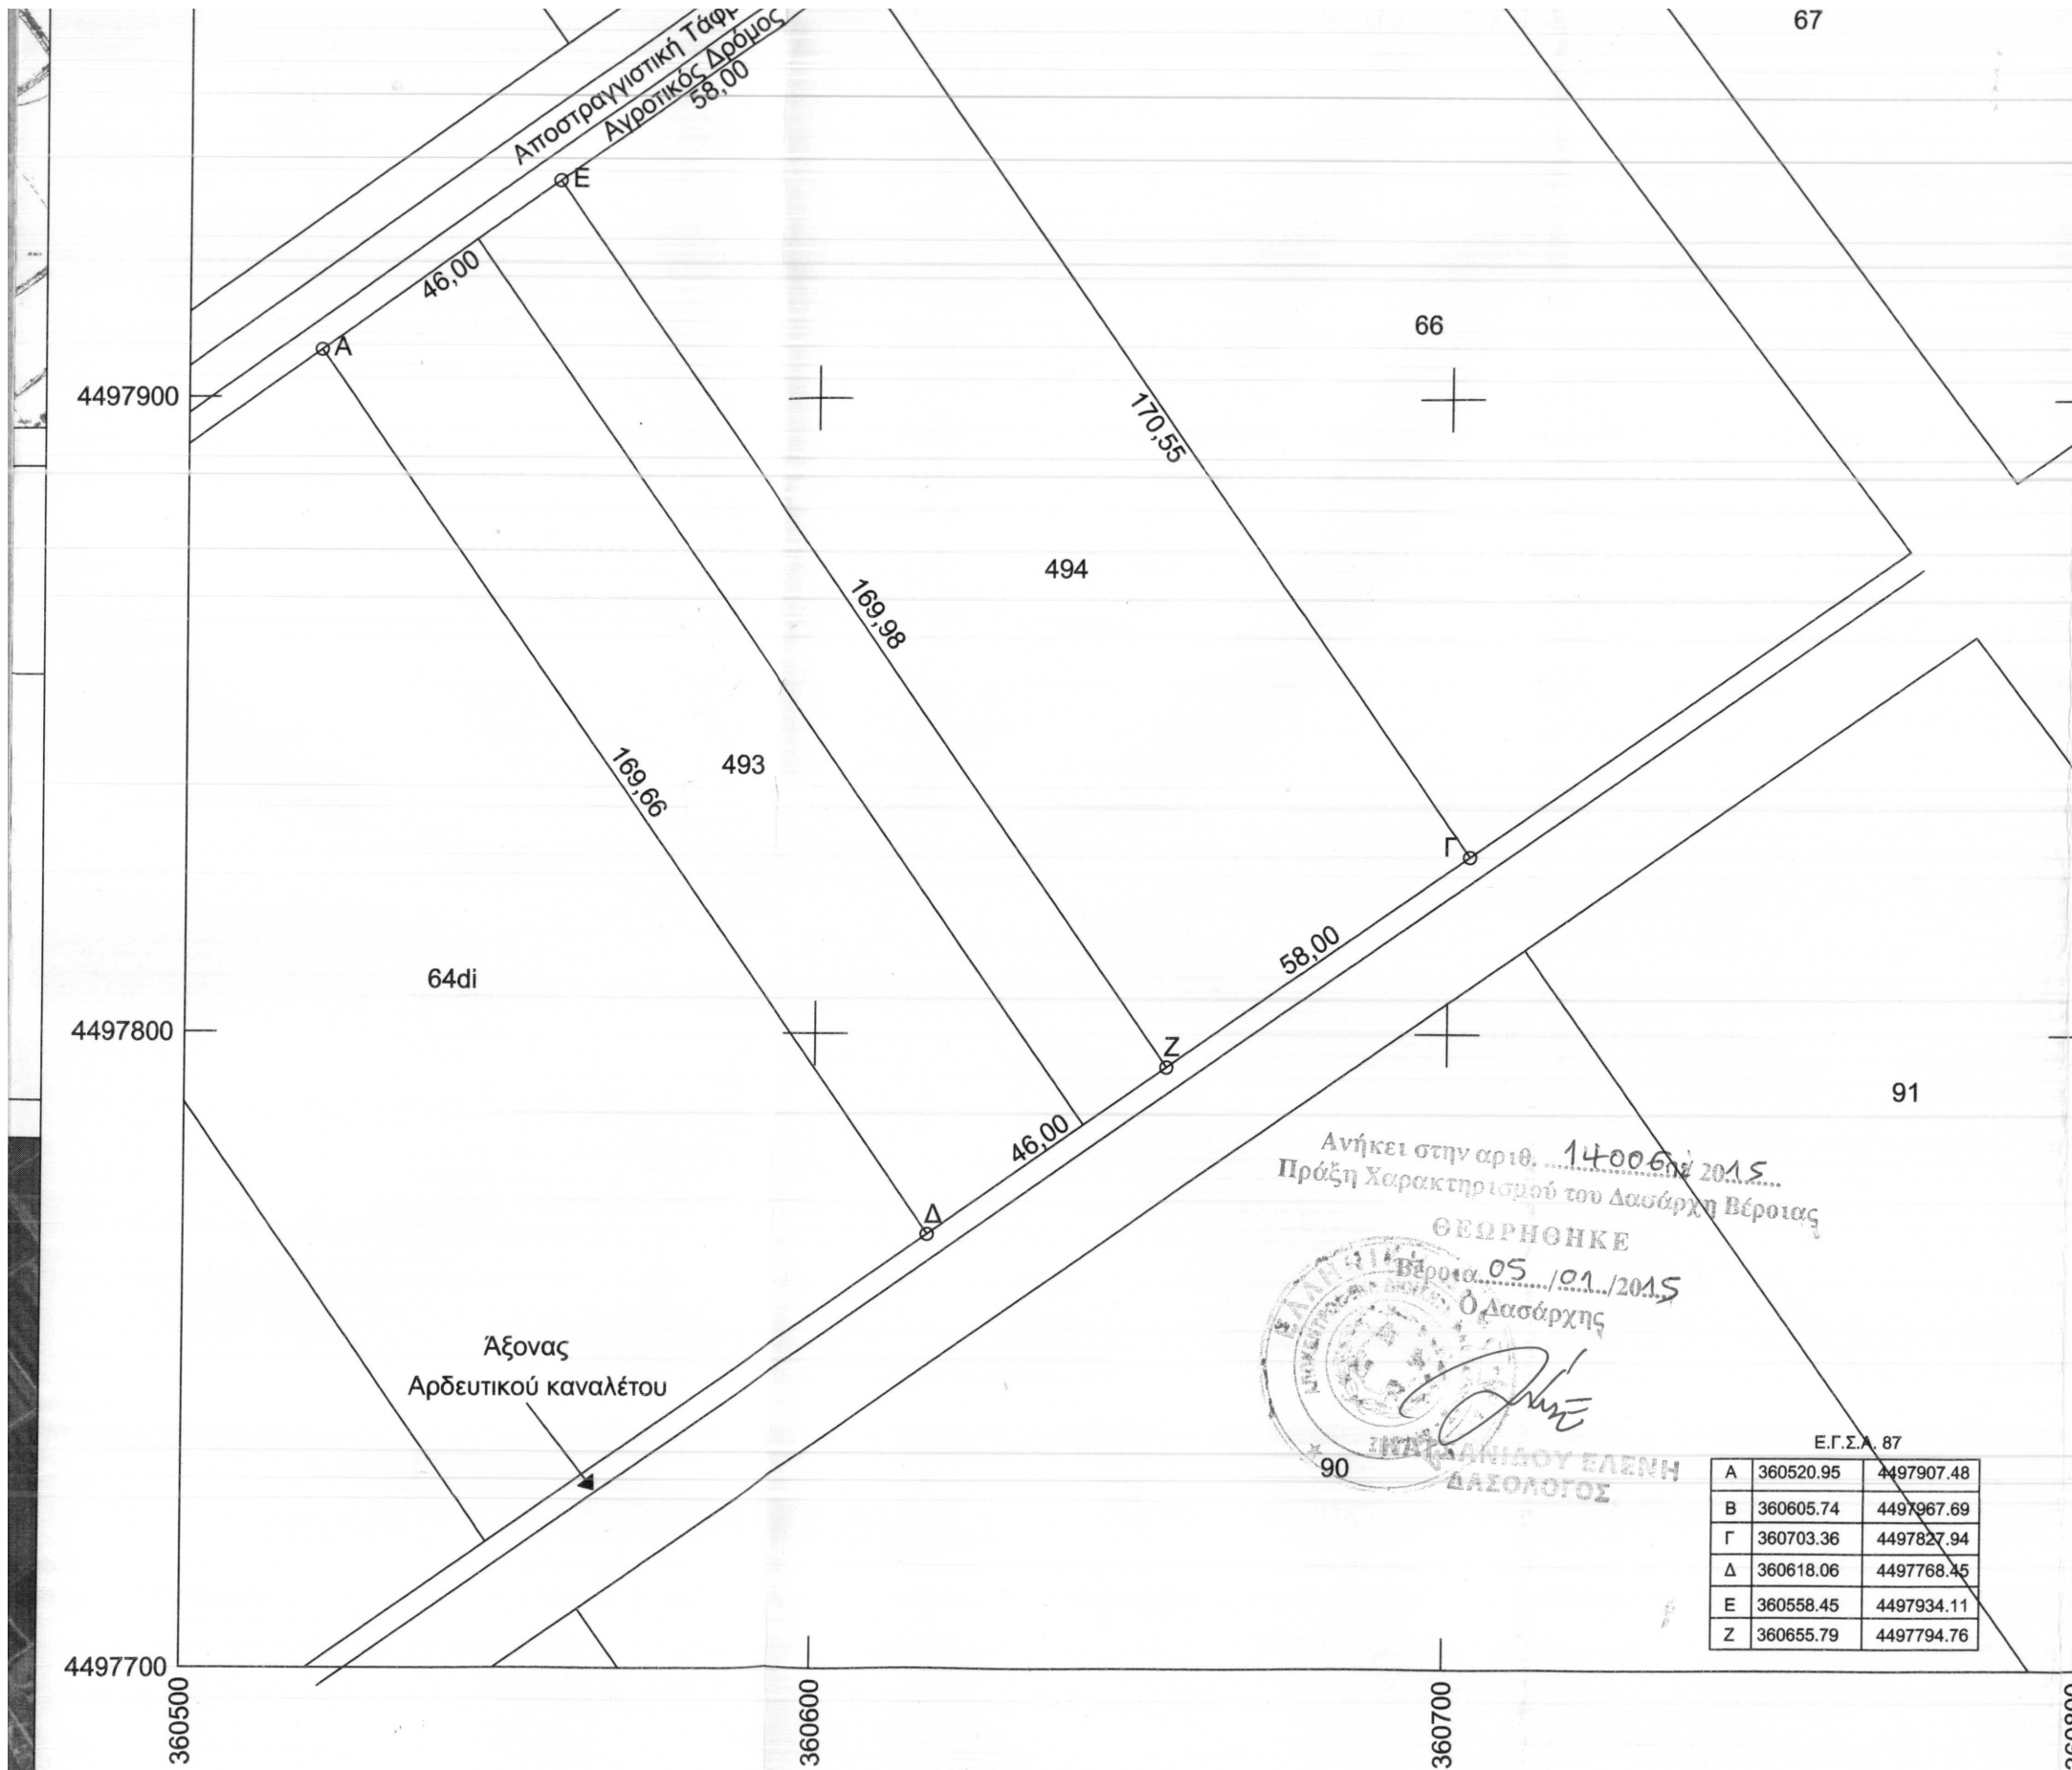 67
Αποστραγγιστική
Αγροτικός Δρόμος
58,00
Ε
46,00
Α
66
4497900
170,55
494
169,98
493
169,66
Γ
58,00
64di
4497800
Ζ
91
46,00
Δ
Ανήκει στην αριθ. 14006 2015
Πράξη Χαρακτηρισμού του Δασάρχη Βέροιας
ΘΕΩΡΗΘΗΚΕ
Βέροια 05/01/2015
Ο Δασάρχης
Άξονας
Αρδευτικού καναλέτου
90
ΕΛΕΝΗ
ΔΑΣΟΛΟΓΟΣ
Ε.Γ.Σ.Α. 87
Α 360520.95 4497907.48
Β 360605.74 4497967.69
Γ 360703.36 4497827.94
Δ 360618.06 4497768.45
Ε 360558.45 4497934.11
Ζ 360655.79 4497794.76
4497700
360500
360600
360700
360800